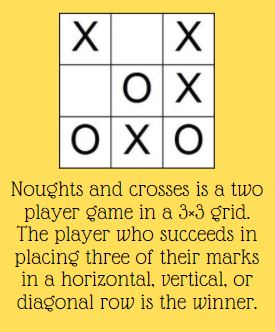 X X
O X
O X O
Noughts and crosses is a two
player game in a 3×3 grid.
The player who succeeds in
placing three of their marks
in a horizontal, vertical, or
diagonal row is the winner.